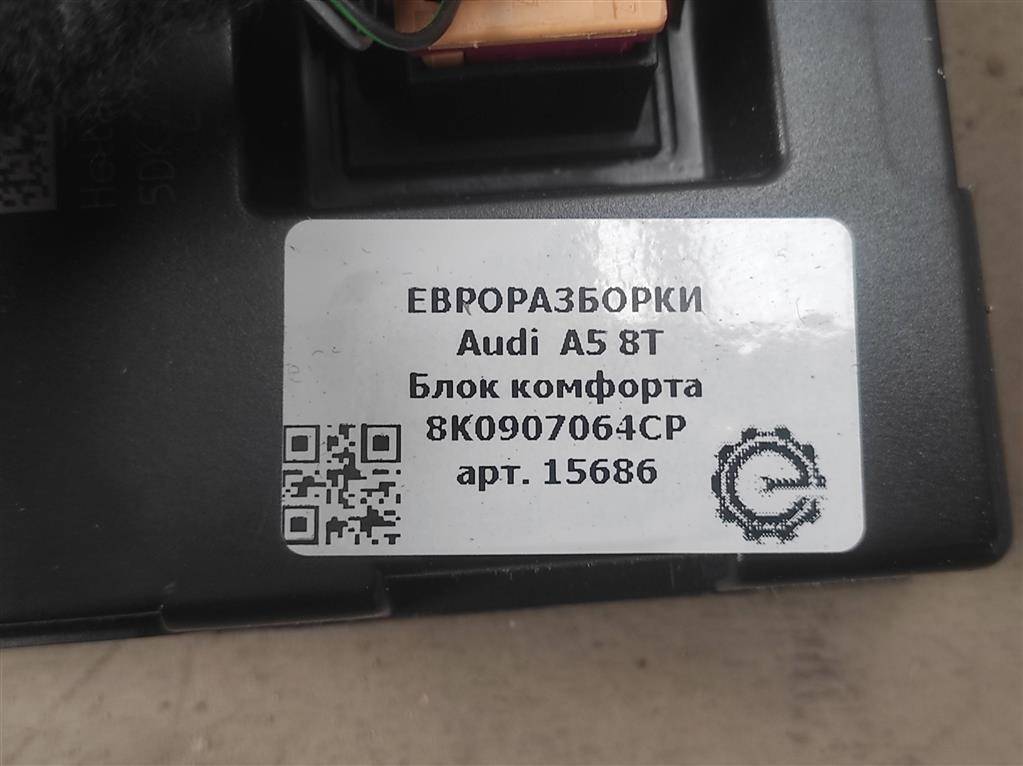 ЕВРОРАЗБОРКИ
Audi A5 8T
Блок комфорта
8K0907064CP
арт. 15686